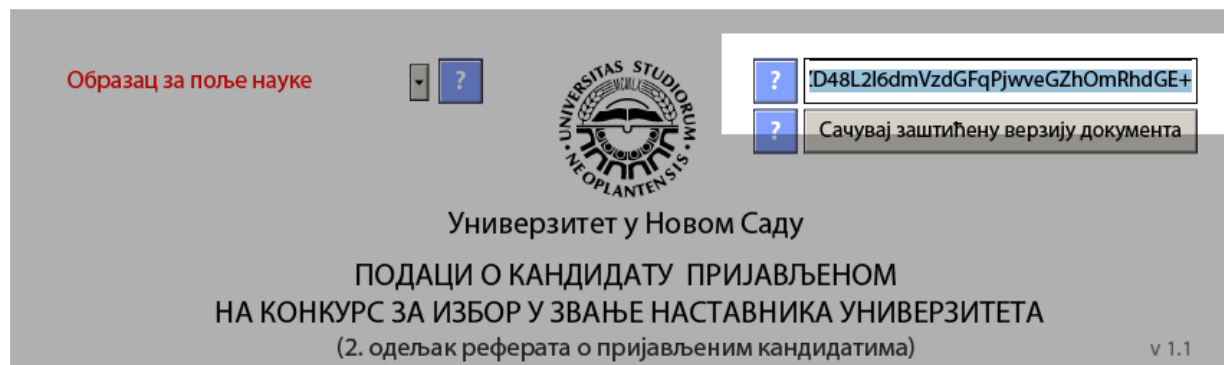 Образац за поље науке
?
?
D48L2l6dmVzdGFqPjwveGZhOmRhdGE+
?
Сачувај заштићену верзију документа
UNIVERSITAS STUDIORUM
MCMLX
NEOPLANTENSIS
Универзитет у Новом Саду
ПОДАЦИ О КАНДИДАТУ ПРИЈАВЉЕНОМ
НА КОНКУРС ЗА ИЗБОР У ЗВАЊЕ НАСТАВНИКА УНИВЕРЗИТЕТА
(2. одељак реферата о пријављеним кандидатима)
v 1.1